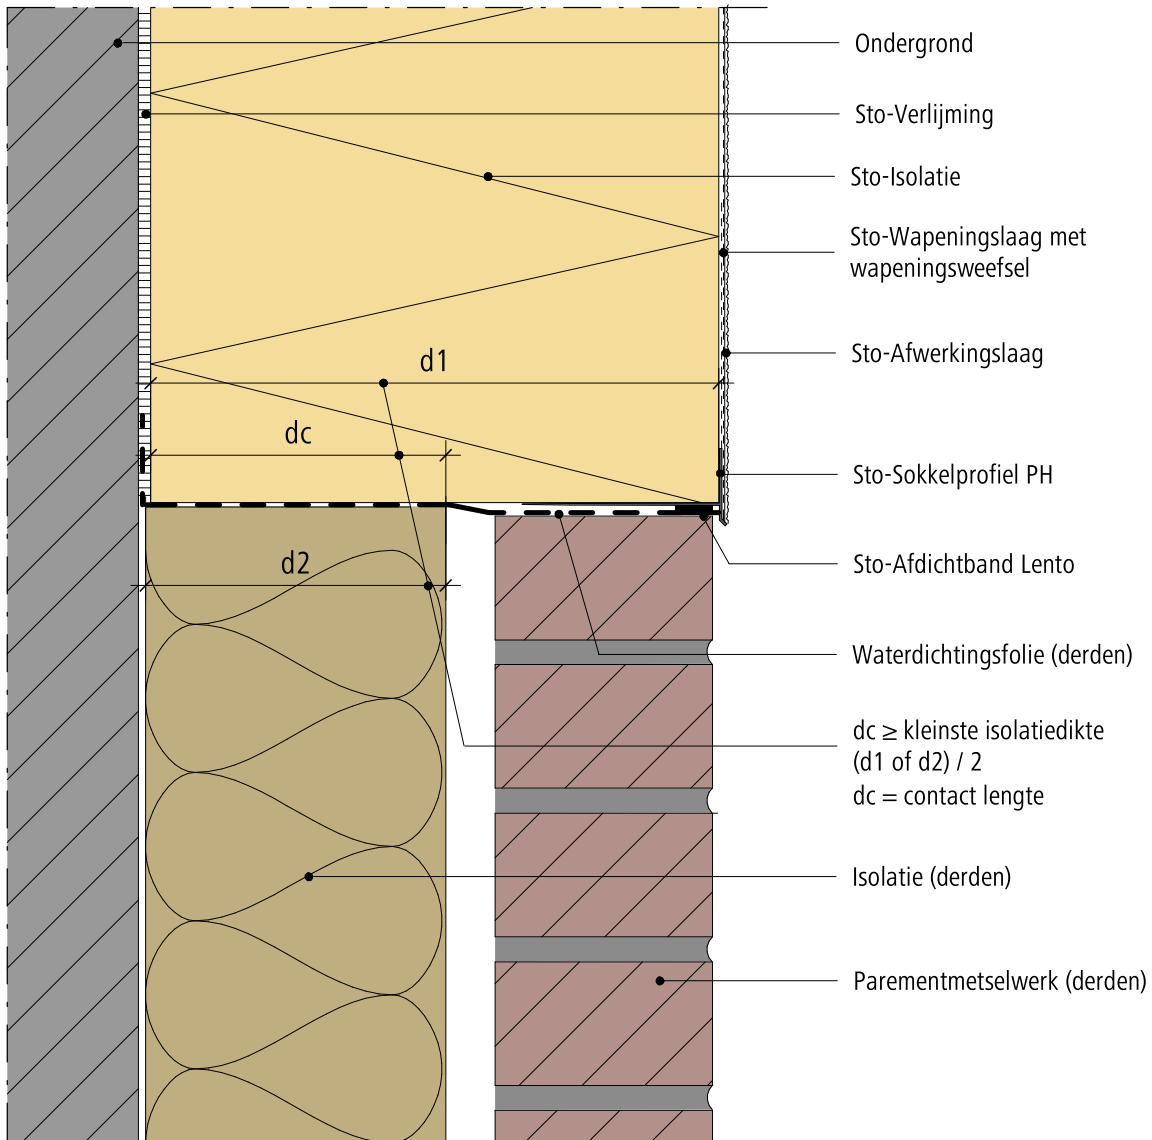 Ondergrond
Sto-Verlijming
Sto-Isolatie
Sto-Wapeningslaag met
wapeningsweefsel
Sto-Afwerkingslaag
d1
dc
Sto-Sokkelprofiel PH
d2
Sto-Afdichtband Lento
Waterdichtingsfolie (derden)
dc ≥ kleinste isolatiedikte
(d1 of d2) / 2
dc = contact lengte
Isolatie (derden)
Parementmetselwerk (derden)